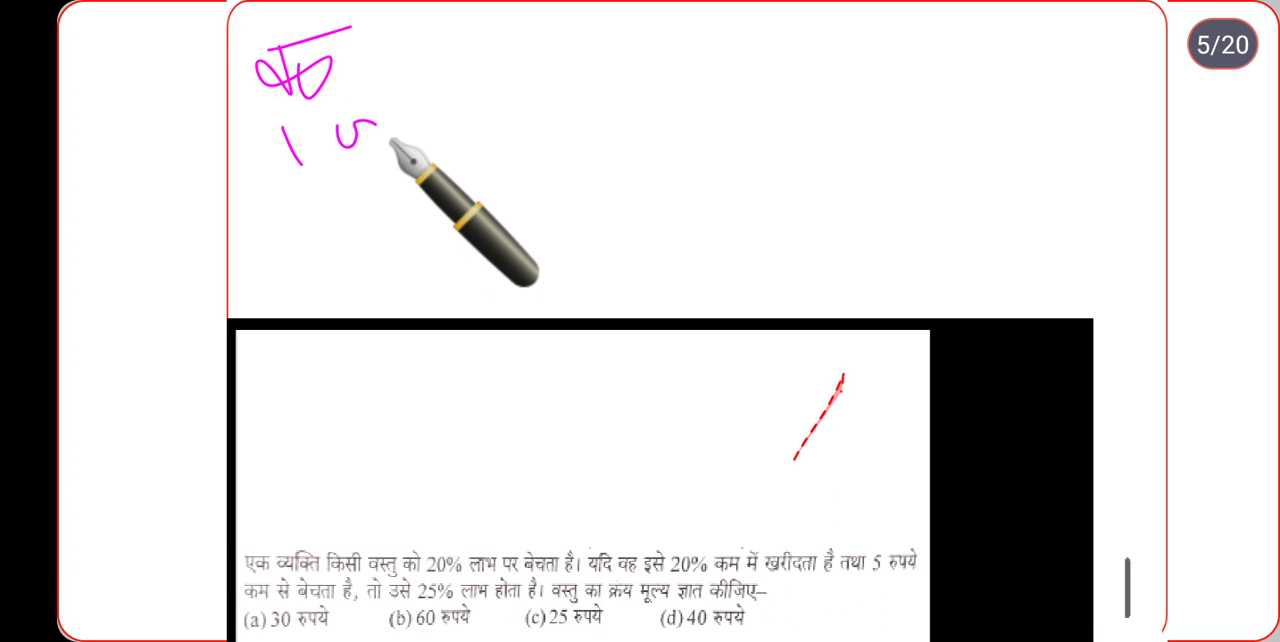 5/20
एक व्यक्ति किसी वस्तु को 20% लाभ पर बेचता है। यदि वह इसे 20% कम में खरीदता है तथा 5 रुपये
कम से बेचता है, तो उसे 25% लाभ होता है। वस्तु का क्रय मूल्य ज्ञात कीजिए–
(a) 30 रुपये (b) 60 रुपये (c) 25 रुपये (d) 40 रुपये